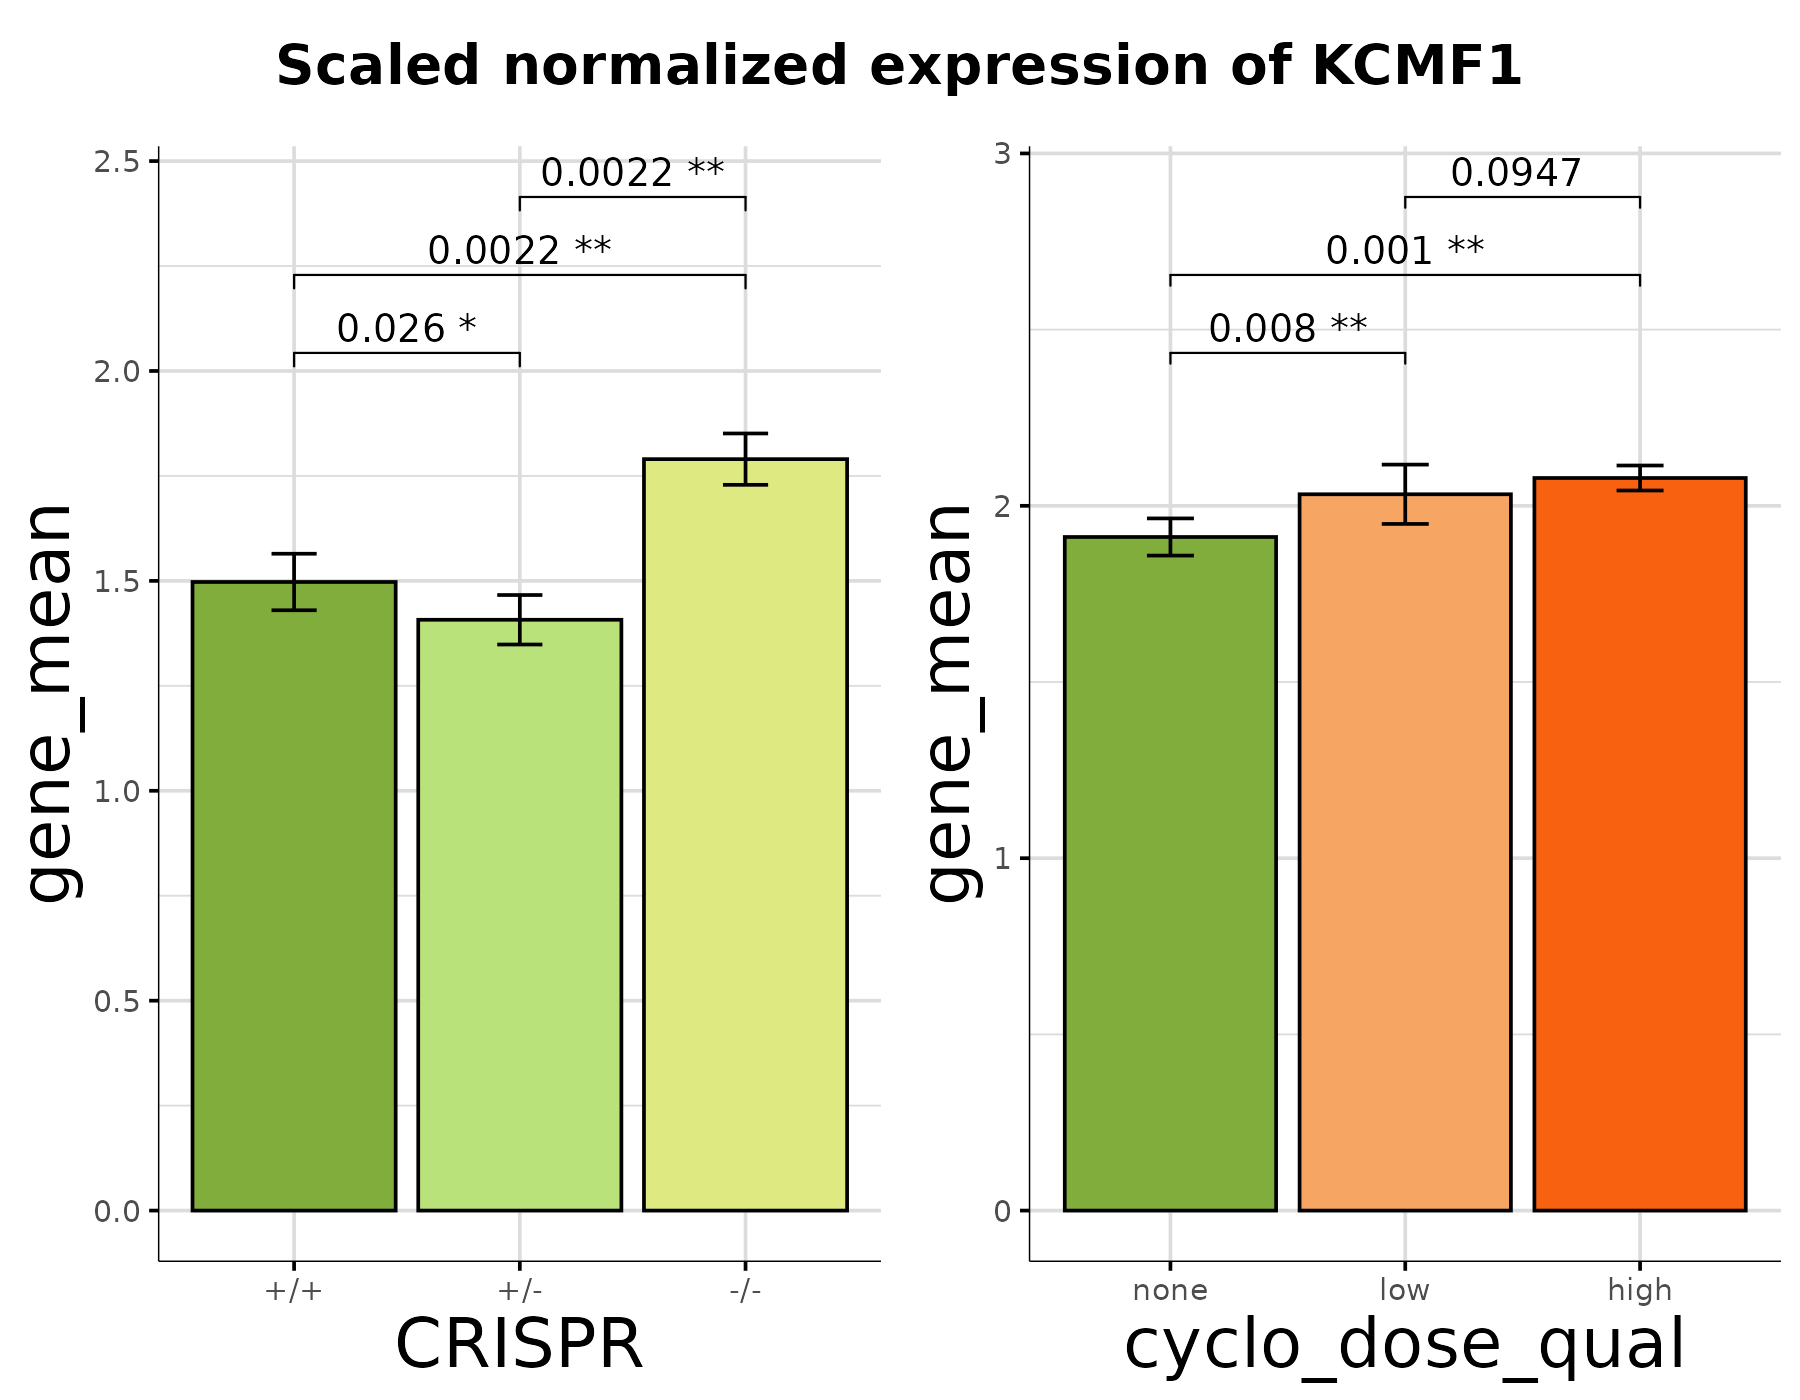 Scaled normalized expression of KCMF1
gene_mean
2.5
2.0
1.5
1.0
0.5
0.0
0.0022 **
0.0022 **
0.026 *
+/+
+/-
-/-
CRISPR
gene_mean
3
2
1
0
0.0947
0.001 **
0.008 **
none
low
high
cyclo_dose_qual